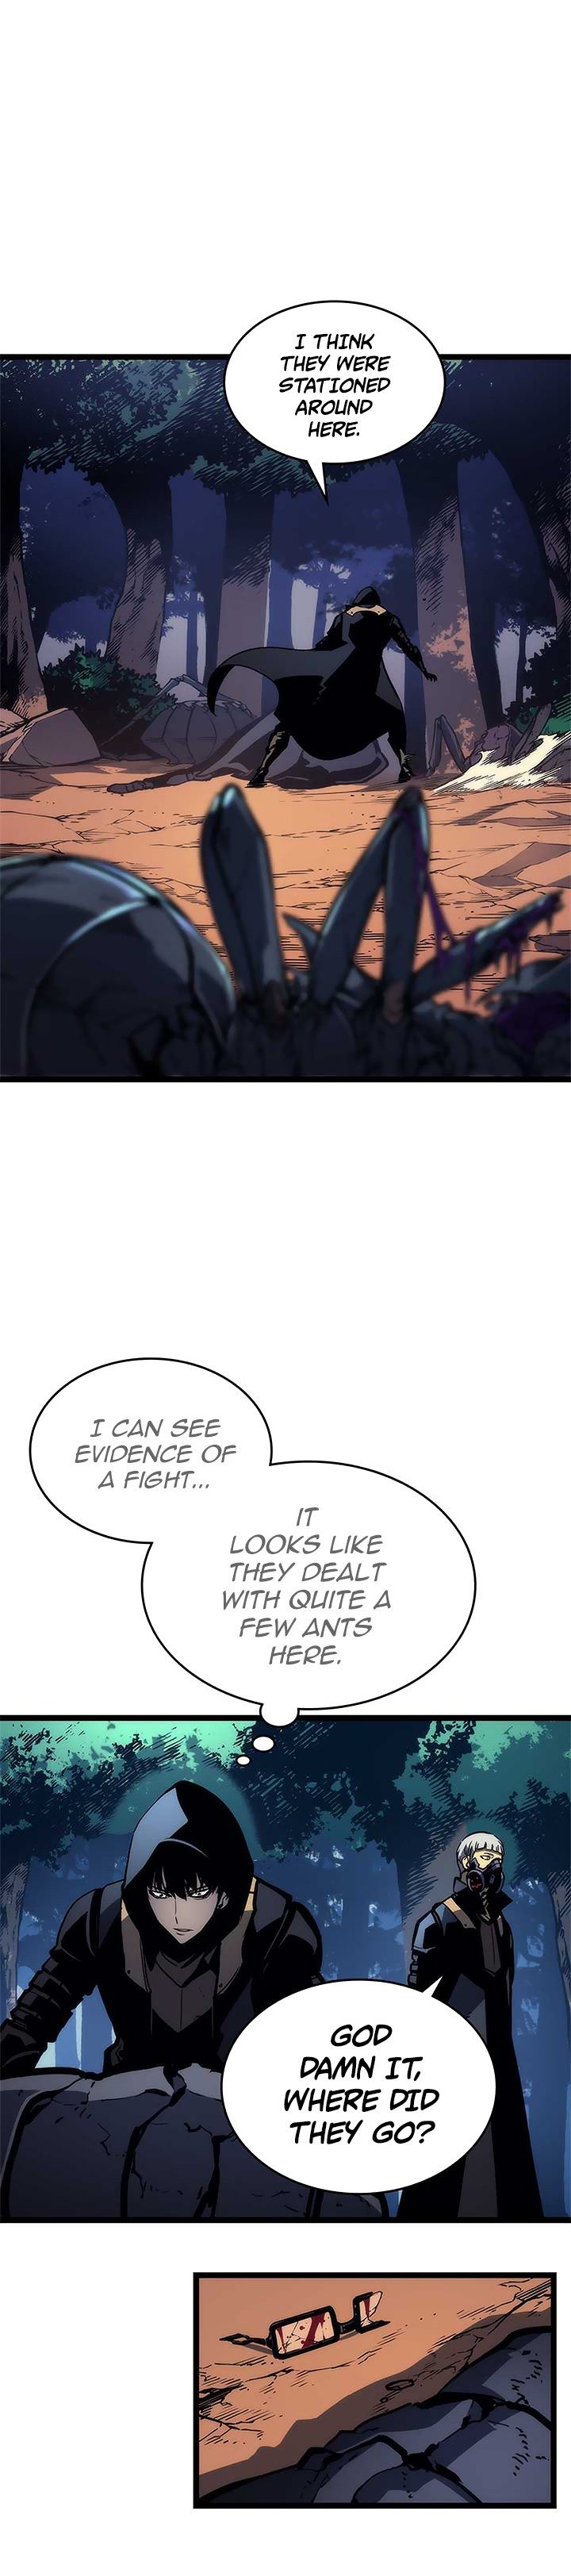 I THINK
THEY WERE
STATIONED
AROUND
HERE.
I CAN SEE
EVIDENCE OF
A FIGHT...
IT
LOOKS LIKE
THEY DEALT
WITH QUITE A
FEW ANTS
HERE.
GOD
DAMN IT,
WHERE DID
THEY GO?